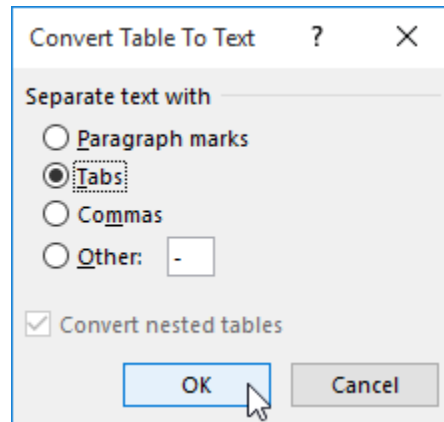 Convert Table To Text ? ×
Separate text with
Paragraph marks
Tabs
Commas
Other: -
Convert nested tables
OK Cancel